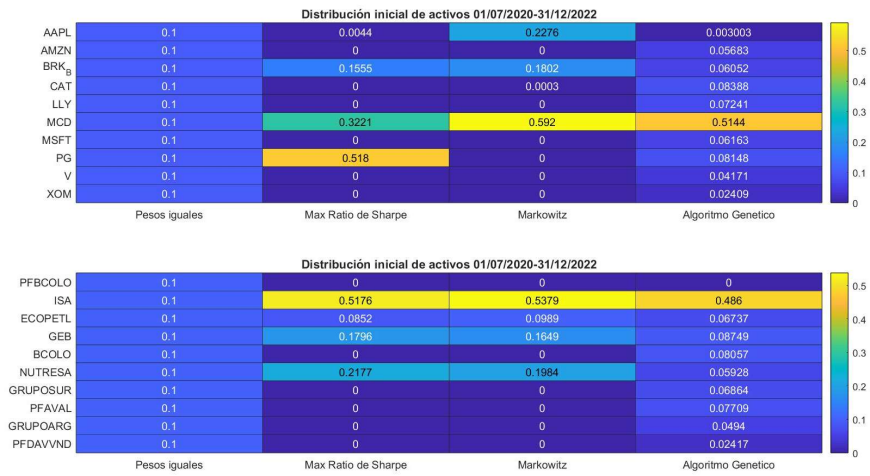 Distribución inicial de activos 01/07/2020-31/12/2022
AAPL 0.1 0.0044 0.2276 0.003003
AMZN 0.1 0 0 0.05683
BRK_B 0.1 0.1555 0.1802 0.06052
CAT 0.1 0 0.0003 0.08388
LLY 0.1 0 0 0.07241
MCD 0.1 0.3221 0.592 0.5144
MSFT 0.1 0 0 0.06163
PG 0.1 0.518 0 0.08148
V 0.1 0 0 0.04171
XOM 0.1 0 0 0.02409
Pesos iguales Max Ratio de Sharpe Markowitz Algoritmo Genetico
0.5
0.4
0.3
0.2
0.1
0
Distribución inicial de activos 01/07/2020-31/12/2022
PFBCOLO 0.1 0 0 0
ISA 0.1 0.5176 0.5379 0.486
ECOPETL 0.1 0.0852 0.0989 0.06737
GEB 0.1 0.1796 0.1649 0.08749
BCOLO 0.1 0 0 0.08057
NUTRESA 0.1 0.2177 0.1984 0.05928
GRUPOSUR 0.1 0 0 0.06864
PFAVAL 0.1 0 0 0.07709
GRUPOARG 0.1 0 0 0.0494
PFDAVVND 0.1 0 0 0.02417
Pesos iguales Max Ratio de Sharpe Markowitz Algoritmo Genetico
0.5
0.4
0.3
0.2
0.1
0